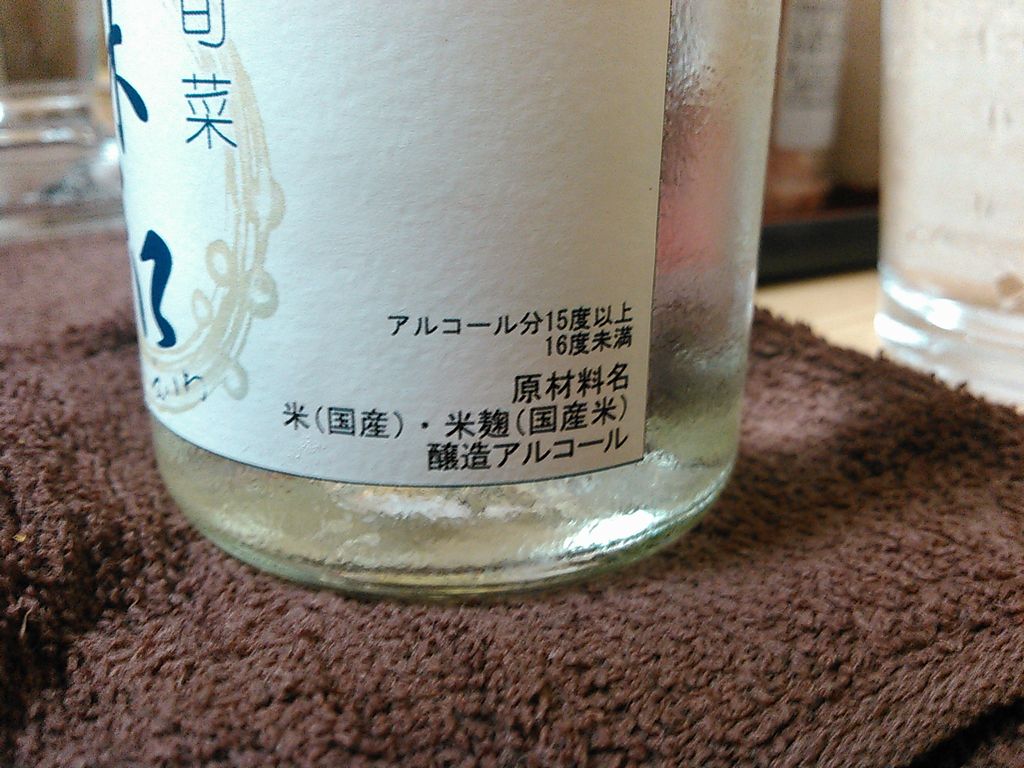 旬菜
アルコール分15度以上
16度未満
原材料名
米(国産)・米麹(国産米)
醸造アルコール